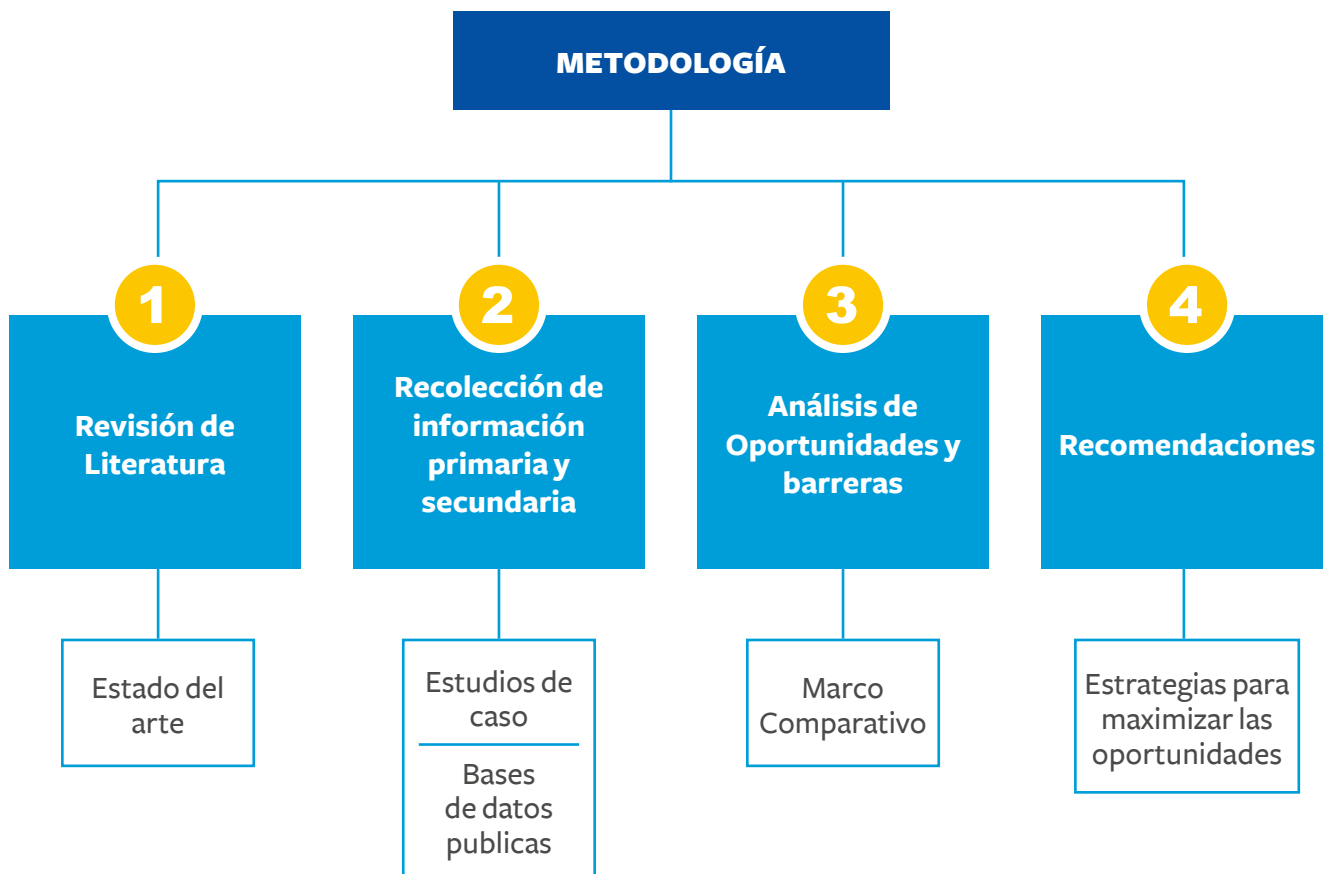 METODOLOGÍA
1
Revisión de
Literatura
Estado del
arte
2
Recolección de
información
primaria y
secundaria
Estudios de
caso
Bases
de datos
publicas
3
Análisis de
Oportunidades y
barreras
Marco
Comparativo
4
Recomendaciones
Estrategias para
maximizar las
oportunidades